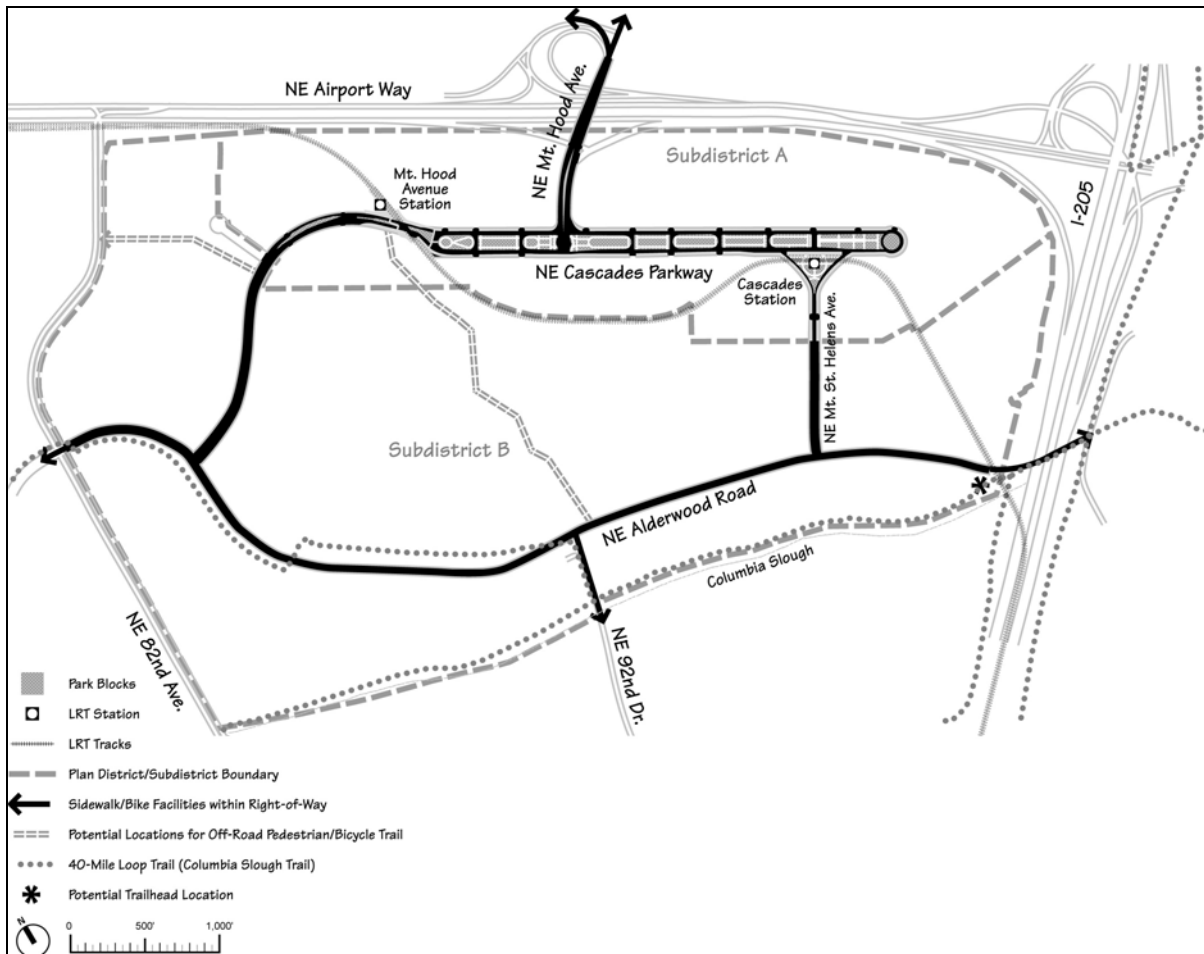 NE Airport Way
NE Mt. Hood Ave.
Subdistrict A
I-205
Mt. Hood
Avenue
Station
NE Cascades Parkway
Cascades
Station
NE Mt. St. Helens Ave.
Subdistrict B
NE Alderwood Road
Columbia Slough
NE 82nd Ave.
NE 92nd Dr.
Park Blocks
LRT Station
LRT Tracks
Plan District/Subdistrict Boundary
Sidewalk/Bike Facilities within Right-of-Way
Potential Locations for Off-Road Pedestrian/Bicycle Trail
40-Mile Loop Trail (Columbia Slough Trail)
Potential Trailhead Location
N
0 500' 1,000'